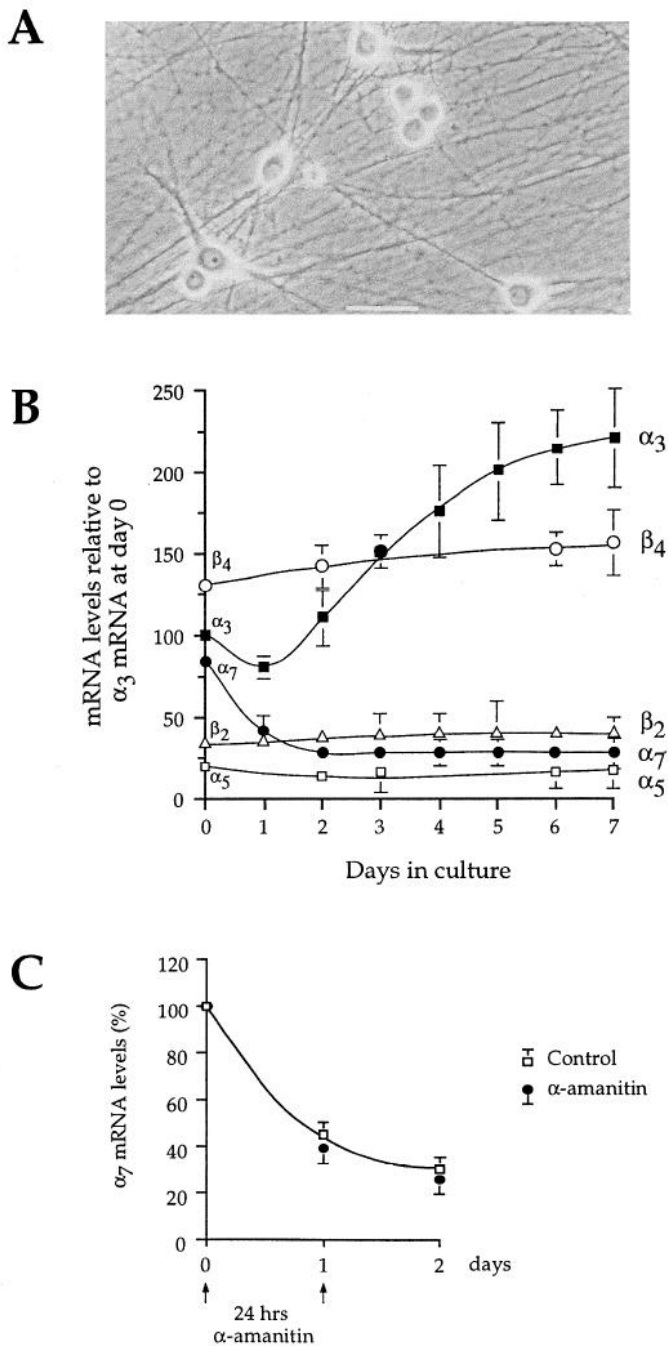 A
B
mRNA levels relative to
α3 mRNA at day 0
250
200
150
100
50
0
β4
α3
α7
β2
α5
α3
β4
β2
α7
α5
0 1 2 3 4 5 6 7
Days in culture
C
α7 mRNA levels (%)
120
100
80
60
40
20
0
Control
α-amanitin
0 1 2 days
24 hrs
α-amanitin